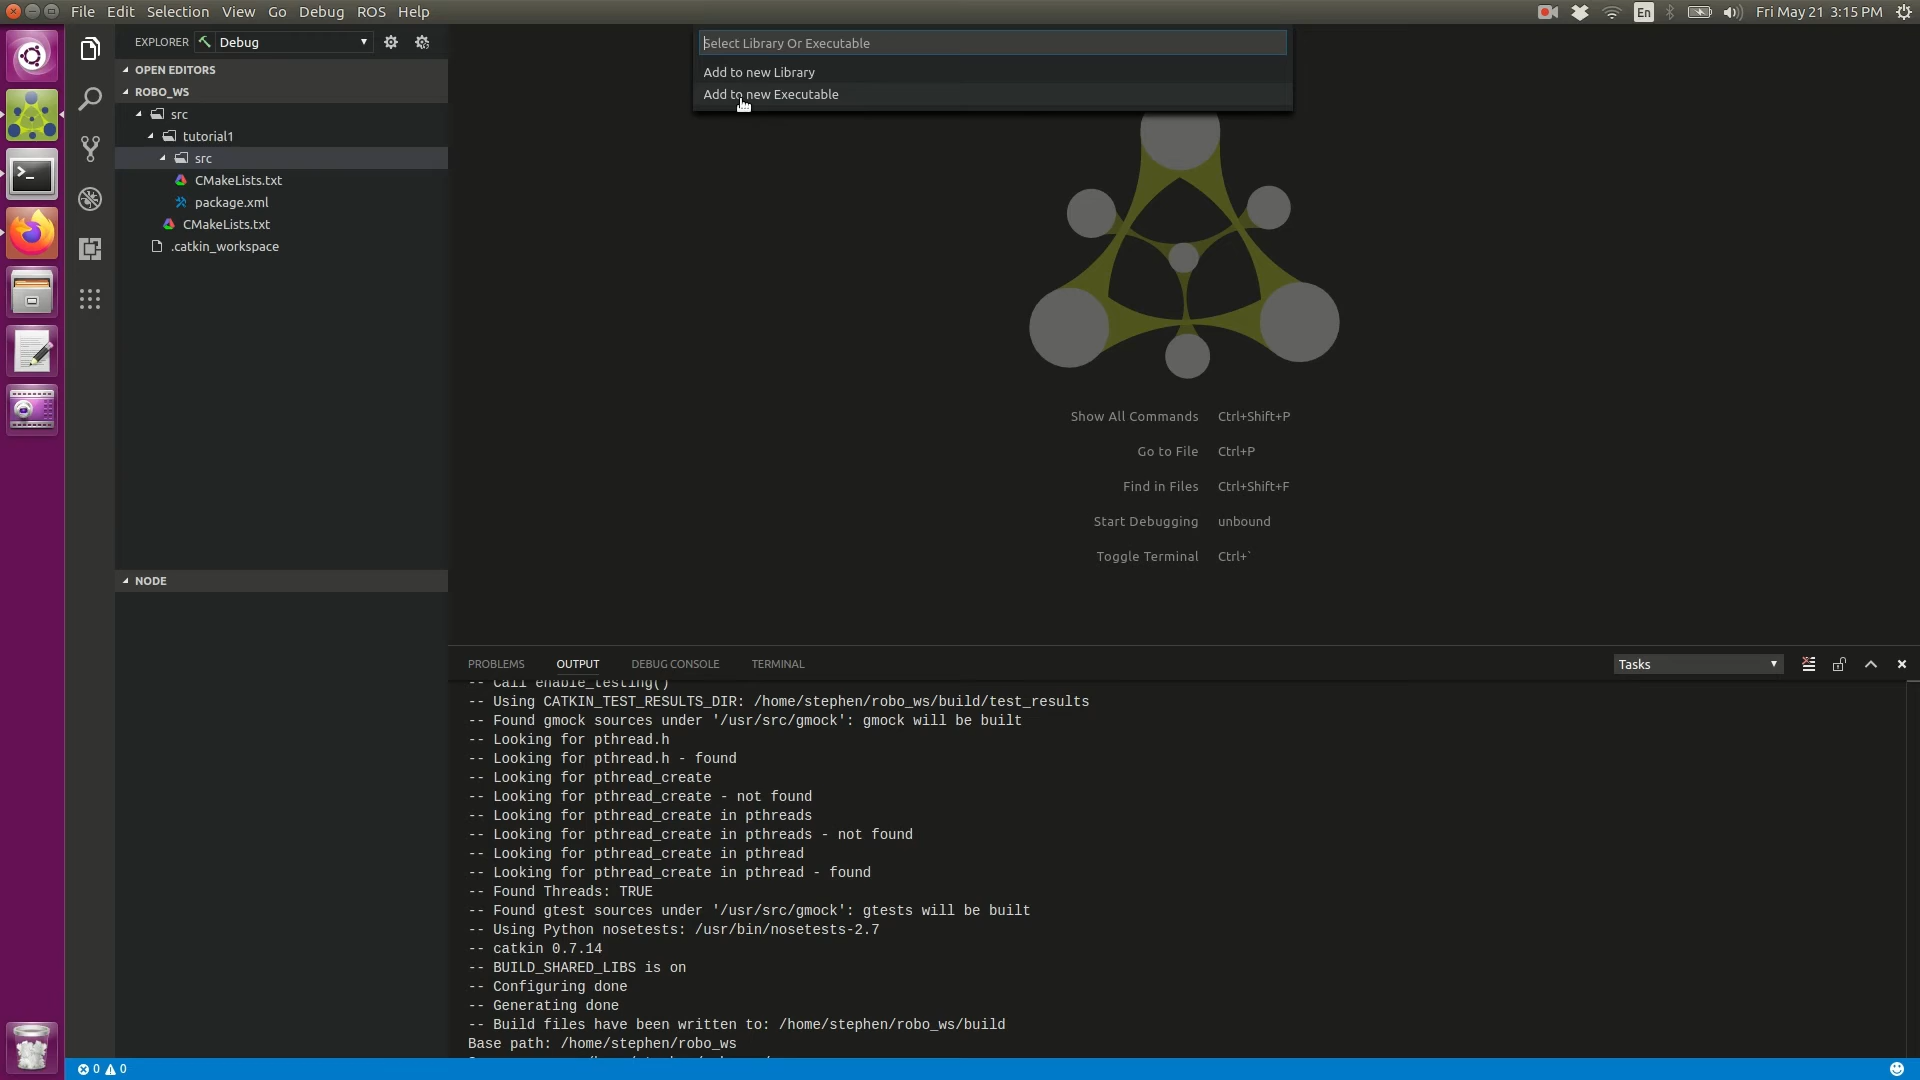 File Edit Selection View Go Debug ROS Help
En
Fri May 21 3:15 PM
EXPLORER
Debug
OPEN EDITORS
ROBO_WS
src
tutorial1
src
CMakeLists.txt
package.xml
CMakeLists.txt
.catkin_workspace
NODE
Select Library Or Executable
Add to new Library
Add to new Executable
Show All Commands Ctrl+Shift+P
Go to File Ctrl+P
Find in Files Ctrl+Shift+F
Start Debugging unbound
Toggle Terminal Ctrl+`
PROBLEMS OUTPUT DEBUG CONSOLE TERMINAL
Tasks
-- Call enable_testing()
-- Using CATKIN_TEST_RESULTS_DIR: /home/stephen/robo_ws/build/test_results
-- Found gmock sources under '/usr/src/gmock': gmock will be built
-- Looking for pthread.h
-- Looking for pthread.h - found
-- Looking for pthread_create
-- Looking for pthread_create - not found
-- Looking for pthread_create in pthreads
-- Looking for pthread_create in pthreads - not found
-- Looking for pthread_create in pthread
-- Looking for pthread_create in pthread - found
-- Found Threads: TRUE
-- Found gtest sources under '/usr/src/gmock': gtests will be built
-- Using Python nosetests: /usr/bin/nosetests-2.7
-- catkin 0.7.14
-- BUILD_SHARED_LIBS is on
-- Configuring done
-- Generating done
-- Build files have been written to: /home/stephen/robo_ws/build
Base path: /home/stephen/robo_ws
0 0